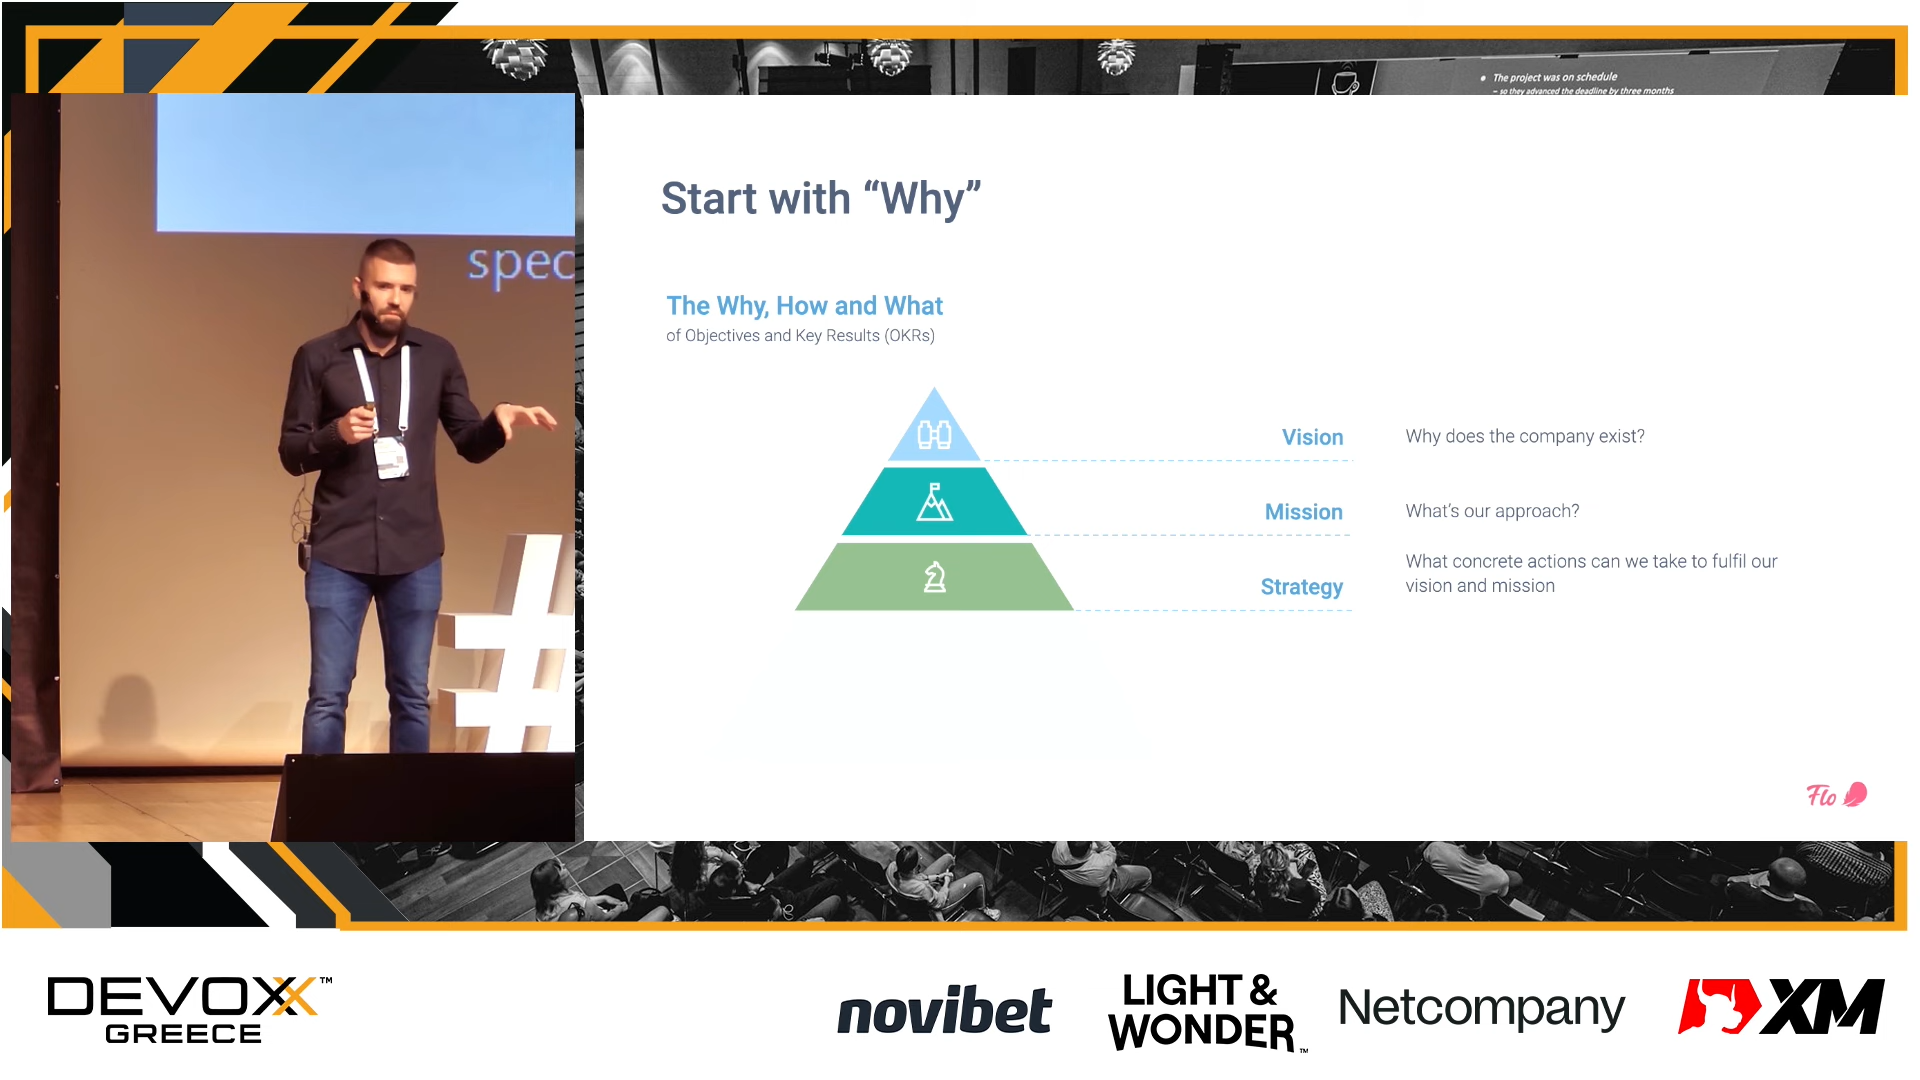 The project was on schedule
– so they advanced the deadline by three months
spec
#
Start with “Why”
The Why, How and What
of Objectives and Key Results (OKRs)
Vision
Why does the company exist?
Mission
What's our approach?
Strategy
What concrete actions can we take to fulfil our
vision and mission
Flo
DEVOXX™
GREECE
novibet
LIGHT &
WONDER™
Netcompany
XM